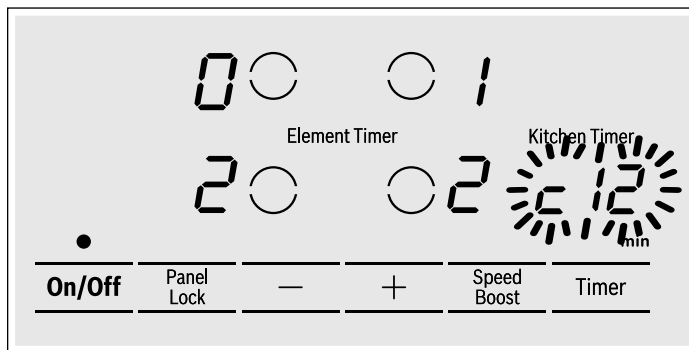 0 1
Element Timer Kitchen Timer
2 2 c12
min
On/Off Panel Lock − + Speed Boost Timer